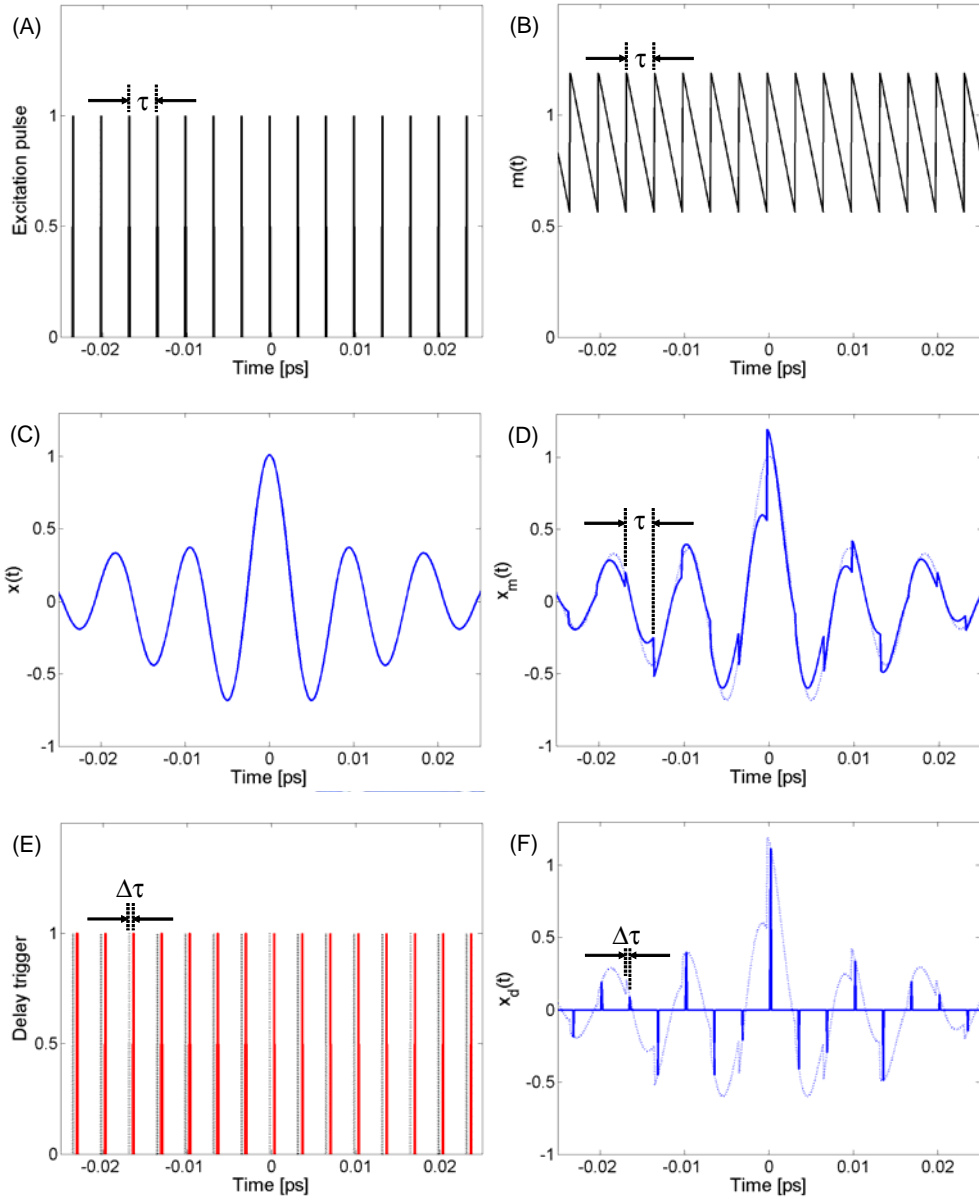 (A)
τ
Excitation pulse
1
0.5
0
-0.02 -0.01 0 0.01 0.02
Time [ps]
(B)
τ
m(t)
1
0.5
0
-0.02 -0.01 0 0.01 0.02
Time [ps]
(C)
x(t)
1
0.5
0
-0.5
-1
-0.02 -0.01 0 0.01 0.02
Time [ps]
(D)
τ
x_m(t)
1
0.5
0
-0.5
-1
-0.02 -0.01 0 0.01 0.02
Time [ps]
(E)
Δτ
Delay trigger
1
0.5
0
-0.02 -0.01 0 0.01 0.02
Time [ps]
(F)
Δτ
x_d(t)
1
0.5
0
-0.5
-1
-0.02 -0.01 0 0.01 0.02
Time [ps]